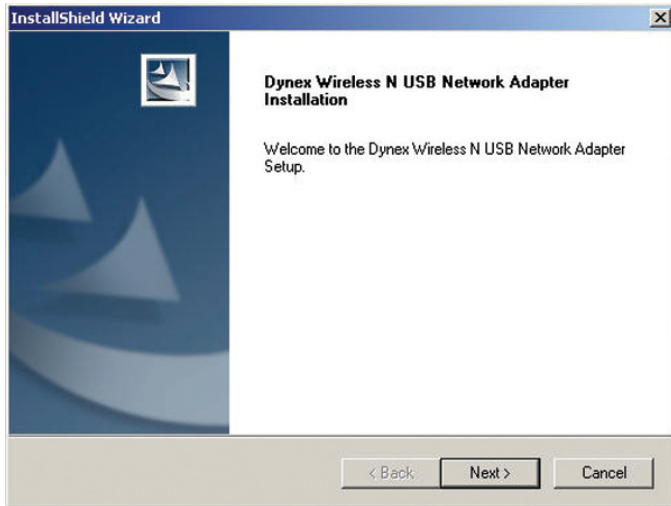 InstallShield Wizard
Dynex Wireless N USB Network Adapter
Installation
Welcome to the Dynex Wireless N USB Network Adapter
Setup.
< Back
Next >
Cancel